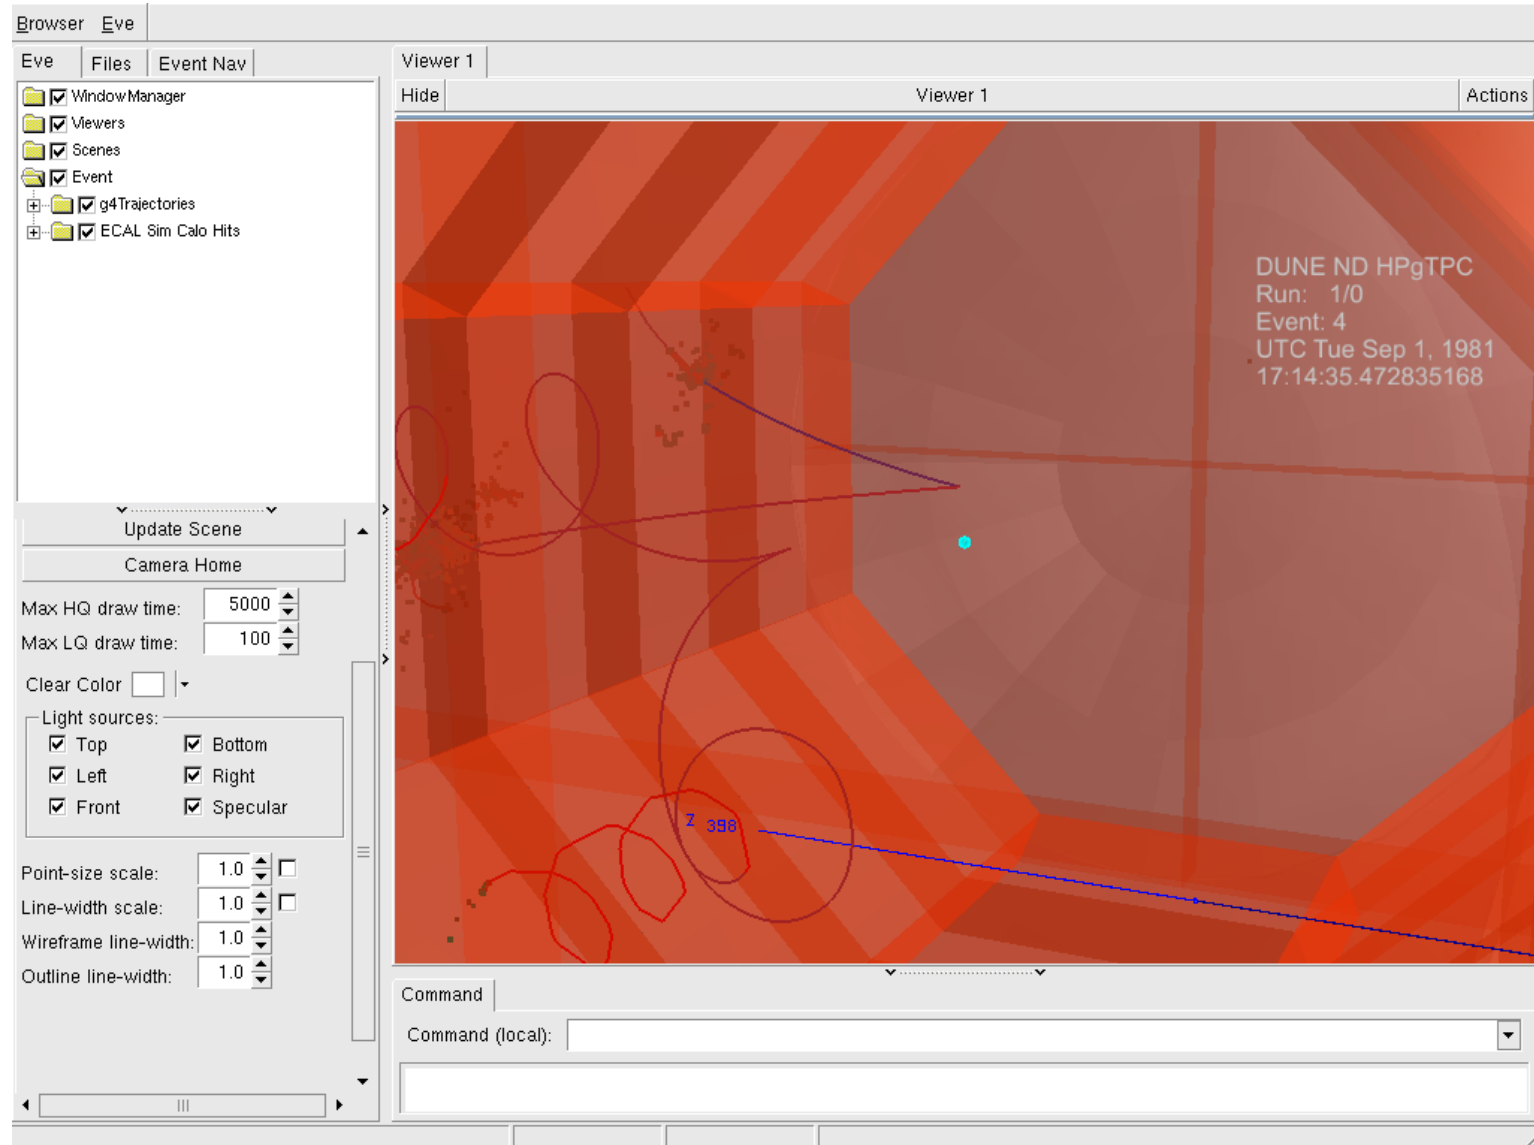 Browser Eve
Eve Files Event Nav
WindowManager
Viewers
Scenes
Event
g4Trajectories
ECAL Sim Calo Hits
Update Scene
Camera Home
Max HQ draw time: 5000
Max LQ draw time: 100
Clear Color
Light sources:
Top Bottom
Left Right
Front Specular
Point-size scale: 1.0
Line-width scale: 1.0
Wireframe line-width: 1.0
Outline line-width: 1.0
Viewer 1
Hide Viewer 1 Actions
DUNE ND HPgTPC
Run: 1/0
Event: 4
UTC Tue Sep 1, 1981
17:14:35.472835168
Z 398
Command
Command (local):